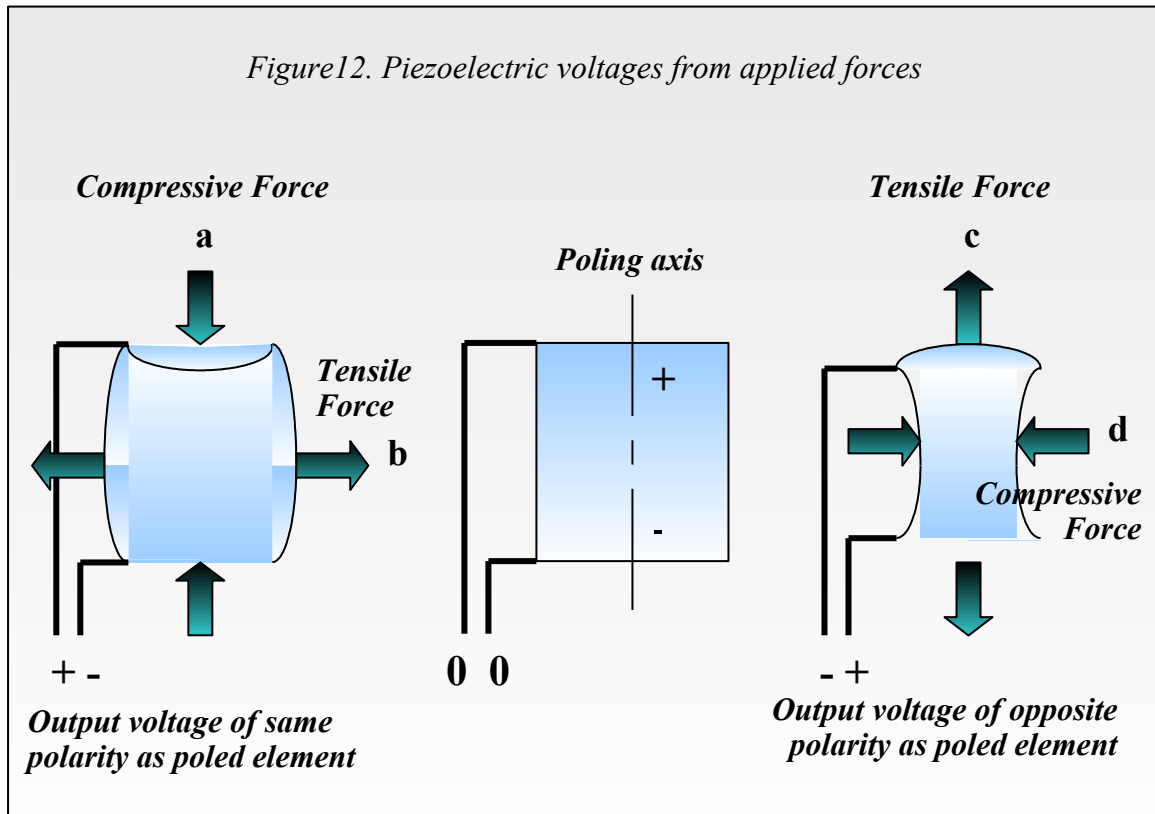 Figure12. Piezoelectric voltages from applied forces
Compressive Force
a
Tensile
Force
b
+ -
Output voltage of same
polarity as poled element
Poling axis
+
-
0 0
Tensile Force
c
d
Compressive
Force
- +
Output voltage of opposite
polarity as poled element